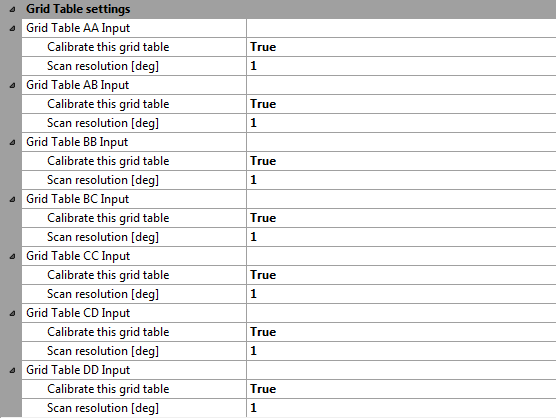 Grid Table settings
Grid Table AA Input
Calibrate this grid table True
Scan resolution [deg] 1
Grid Table AB Input
Calibrate this grid table True
Scan resolution [deg] 1
Grid Table BB Input
Calibrate this grid table True
Scan resolution [deg] 1
Grid Table BC Input
Calibrate this grid table True
Scan resolution [deg] 1
Grid Table CC Input
Calibrate this grid table True
Scan resolution [deg] 1
Grid Table CD Input
Calibrate this grid table True
Scan resolution [deg] 1
Grid Table DD Input
Calibrate this grid table True
Scan resolution [deg] 1